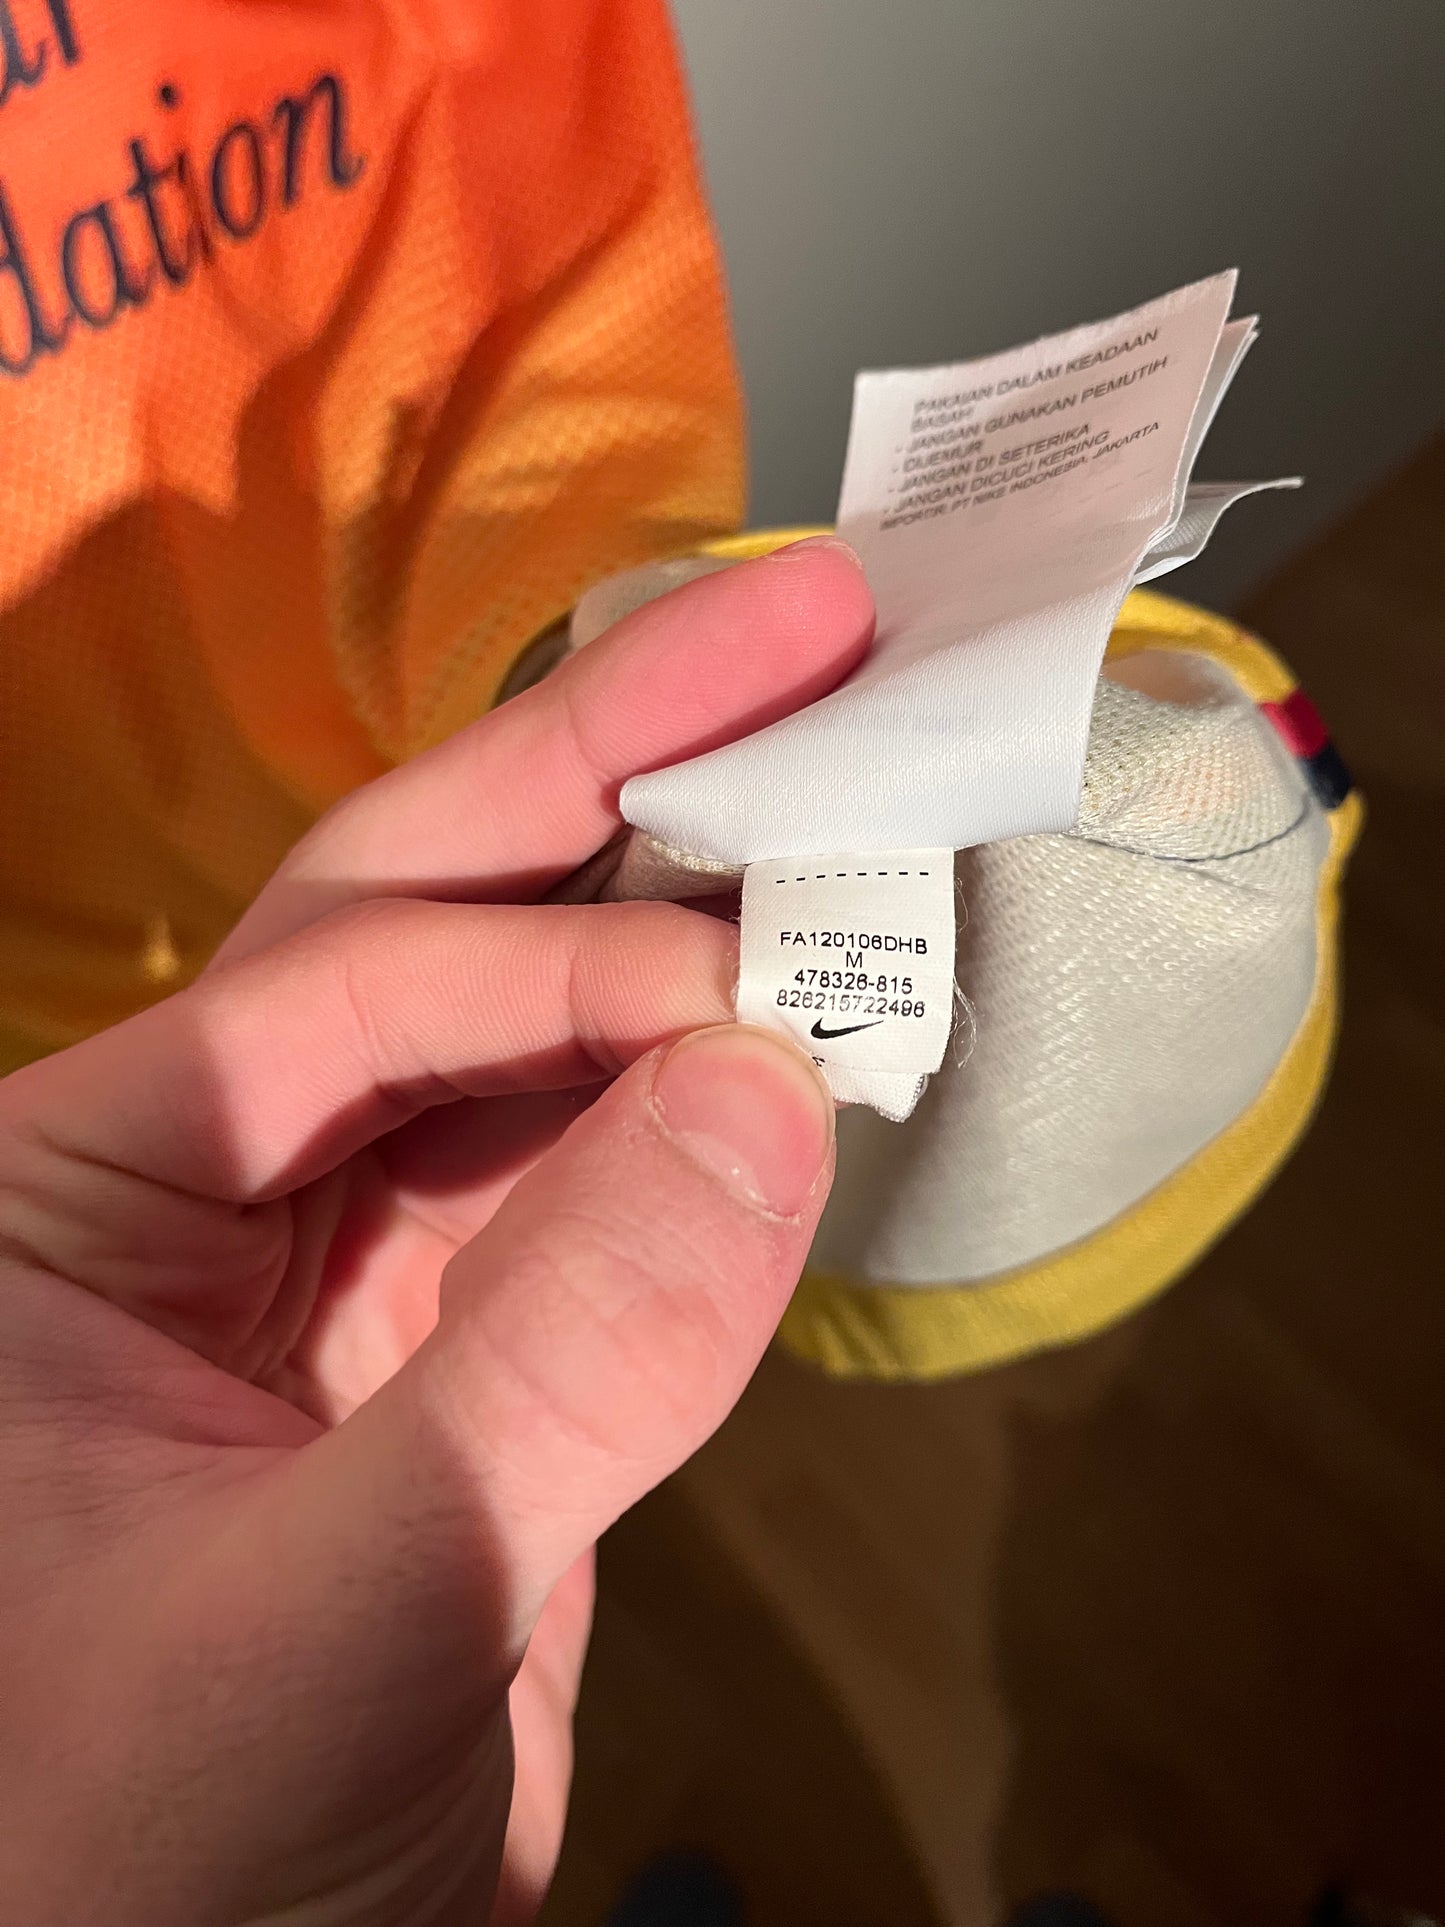 dation
PAKAIAN DALAM KEADAAN
BASAH
- JANGAN GUNAKAN PEMUTIH
- DIJEMUR
- JANGAN DI SETERIKA
- JANGAN DICUCI KERING
IMPORTIR: PT NIKE INDONESIA, JAKARTA
FA120106DHB
M
478326-815
826215722496